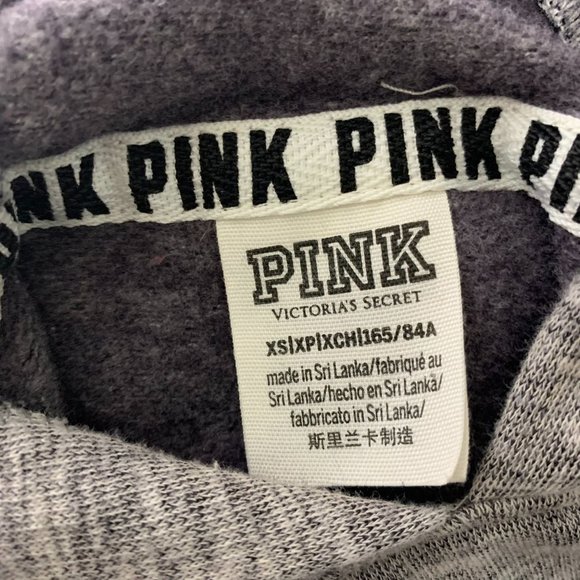 PINK PINK PINK PINK
PINK
VICTORIA'S SECRET
XS|XP|XCH|165/84A
made in Sri Lanka/fabriqué au
Sri Lanka/hecho en Sri Lanka/
fabbricato in Sri Lanka/
斯里兰卡制造